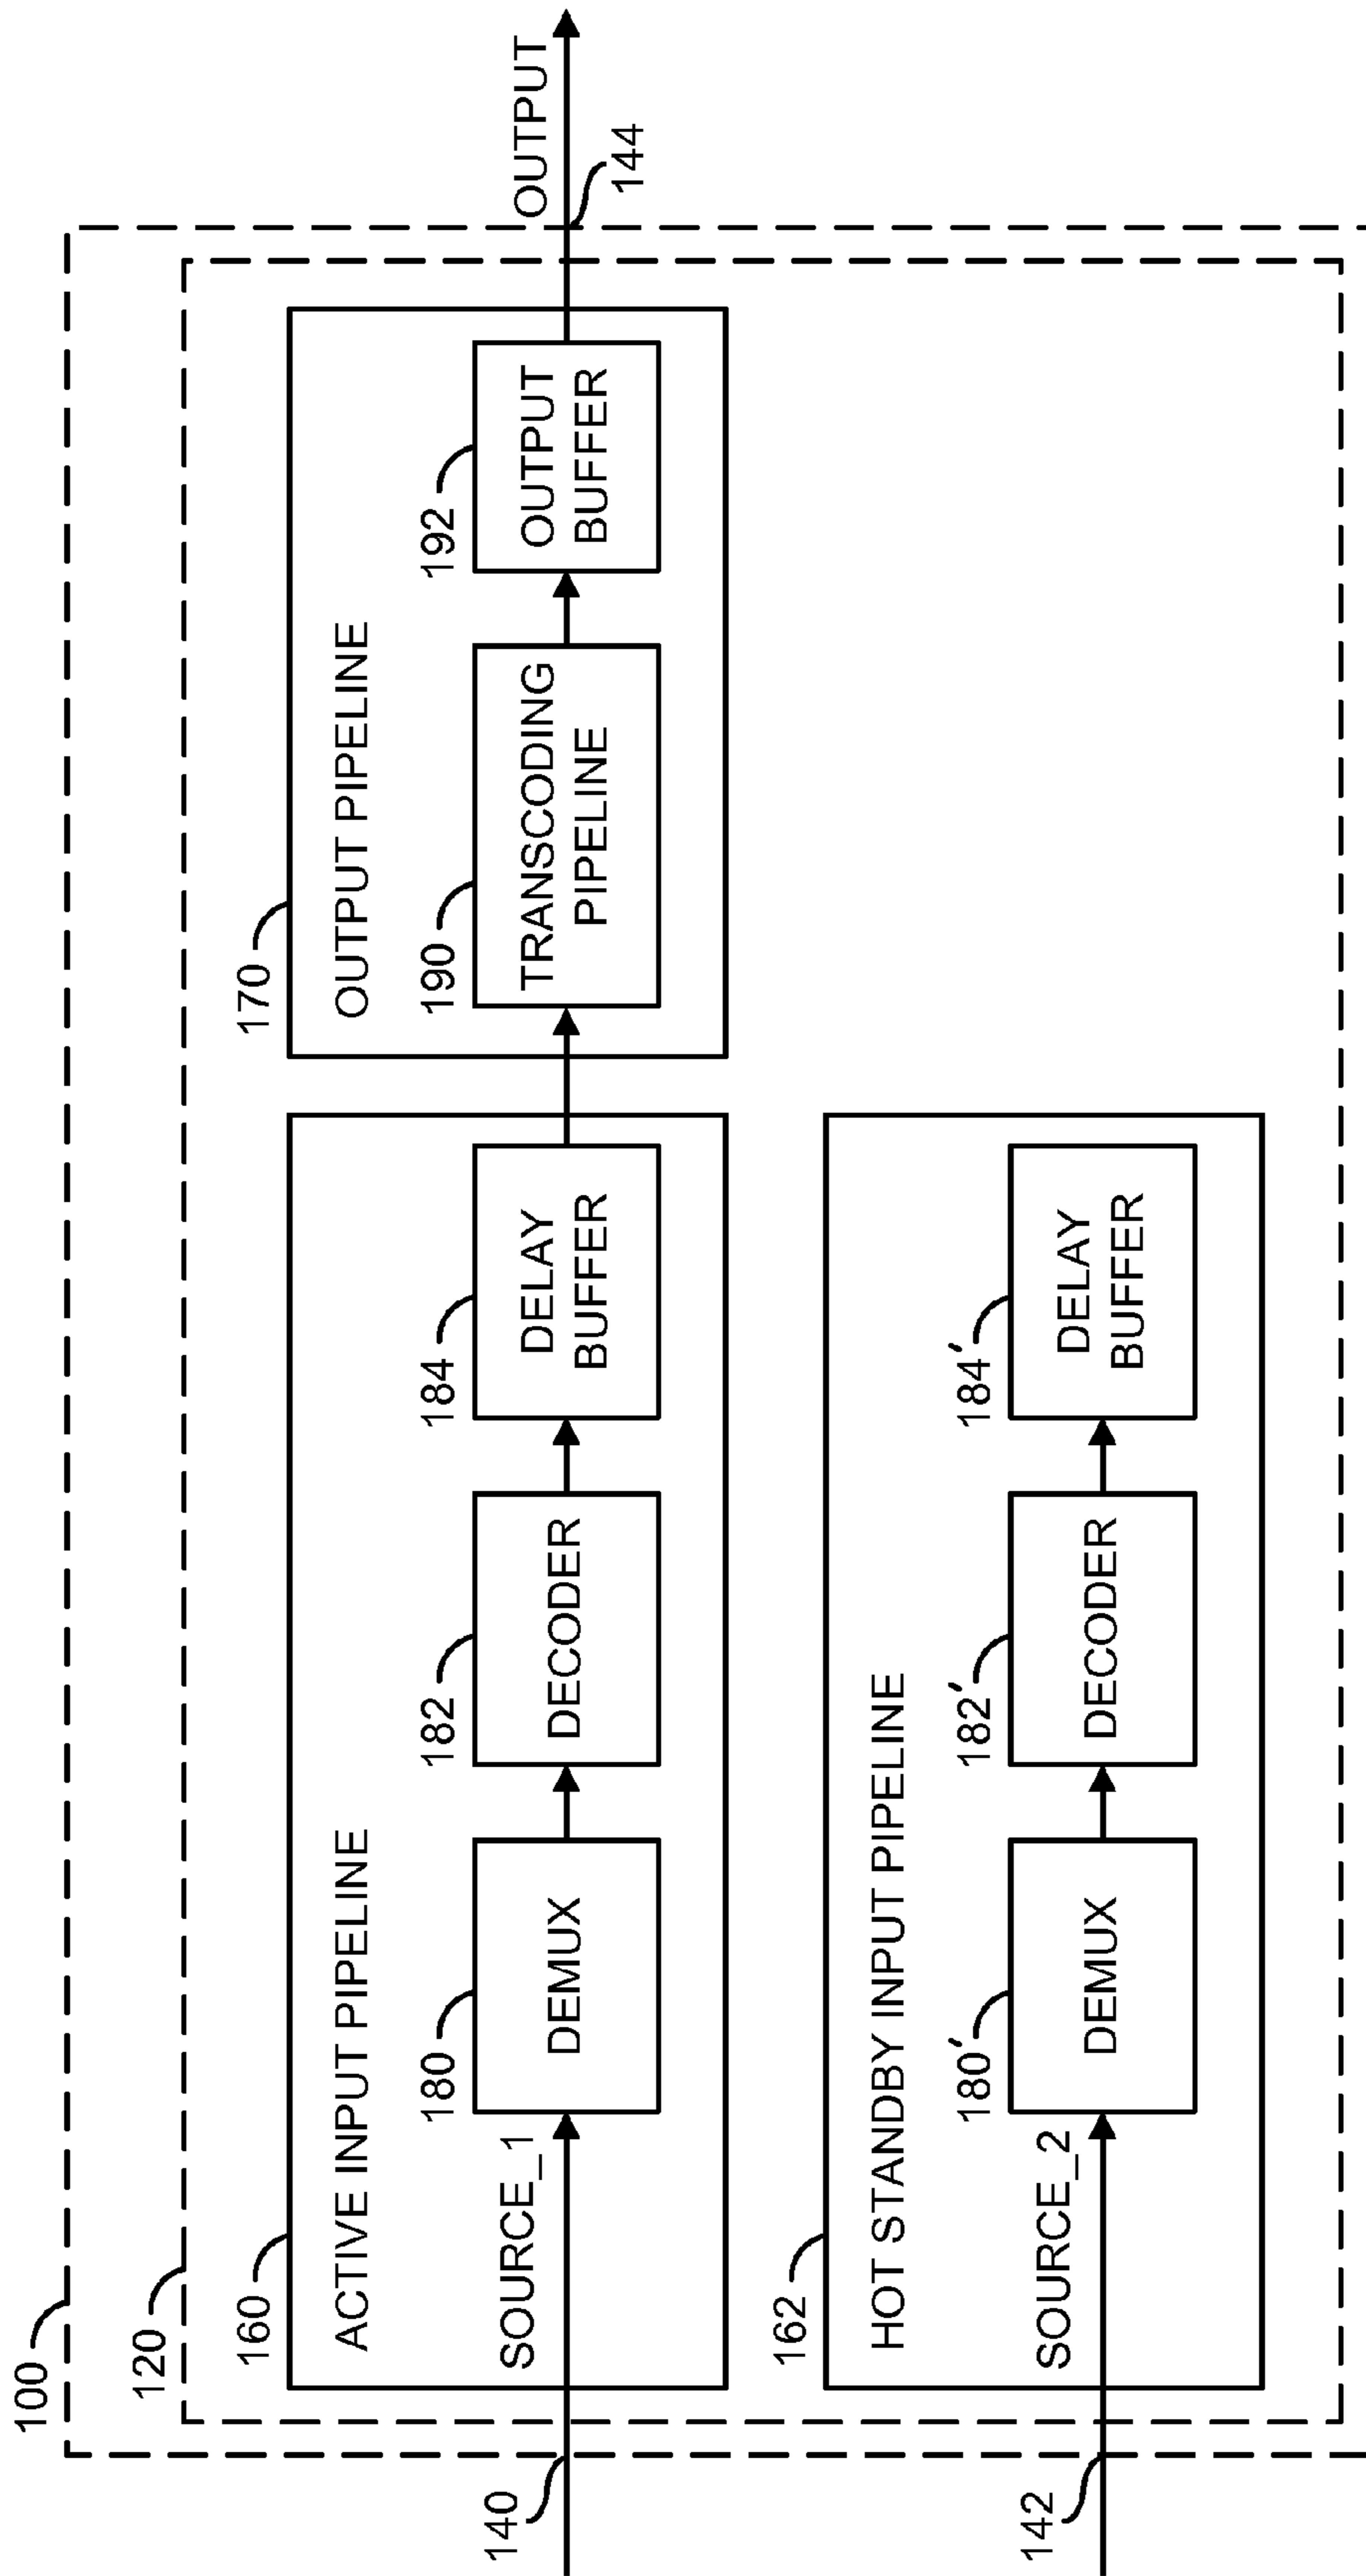 100
120
160
ACTIVE INPUT PIPELINE
170
OUTPUT PIPELINE
140
SOURCE_1
180
DEMUX
182
DECODER
184
DELAY
BUFFER
190
TRANSCODING
PIPELINE
192
OUTPUT
BUFFER
OUTPUT
144
162
HOT STANDBY INPUT PIPELINE
142
SOURCE_2
180'
DEMUX
182'
DECODER
184'
DELAY
BUFFER